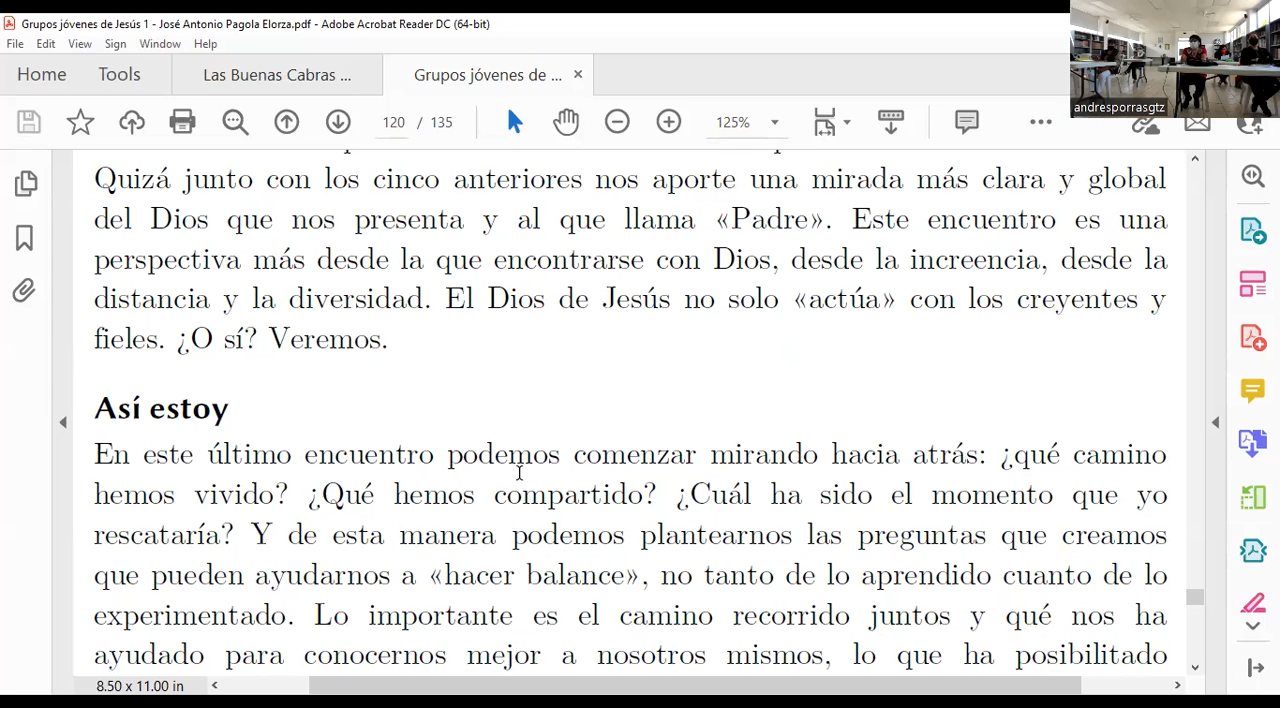 Grupos jóvenes de Jesús 1 - José Antonio Pagola Elorza.pdf - Adobe Acrobat Reader DC (64-bit)
File Edit View Sign Window Help
Home Tools Las Buenas Cabras ... Grupos jóvenes de ... ×
120 / 135 125%
andresporrasgtz
Quizá junto con los cinco anteriores nos aporte una mirada más clara y global
del Dios que nos presenta y al que llama «Padre». Este encuentro es una
perspectiva más desde la que encontrarse con Dios, desde la increencia, desde la
distancia y la diversidad. El Dios de Jesús no solo «actúa» con los creyentes y
fieles. ¿O sí? Veremos.
Así estoy
En este último encuentro podemos comenzar mirando hacia atrás: ¿qué camino
hemos vivido? ¿Qué hemos compartido? ¿Cuál ha sido el momento que yo
rescataría? Y de esta manera podemos plantearnos las preguntas que creamos
que pueden ayudarnos a «hacer balance», no tanto de lo aprendido cuanto de lo
experimentado. Lo importante es el camino recorrido juntos y qué nos ha
ayudado para conocernos mejor a nosotros mismos, lo que ha posibilitado
8.50 x 11.00 in